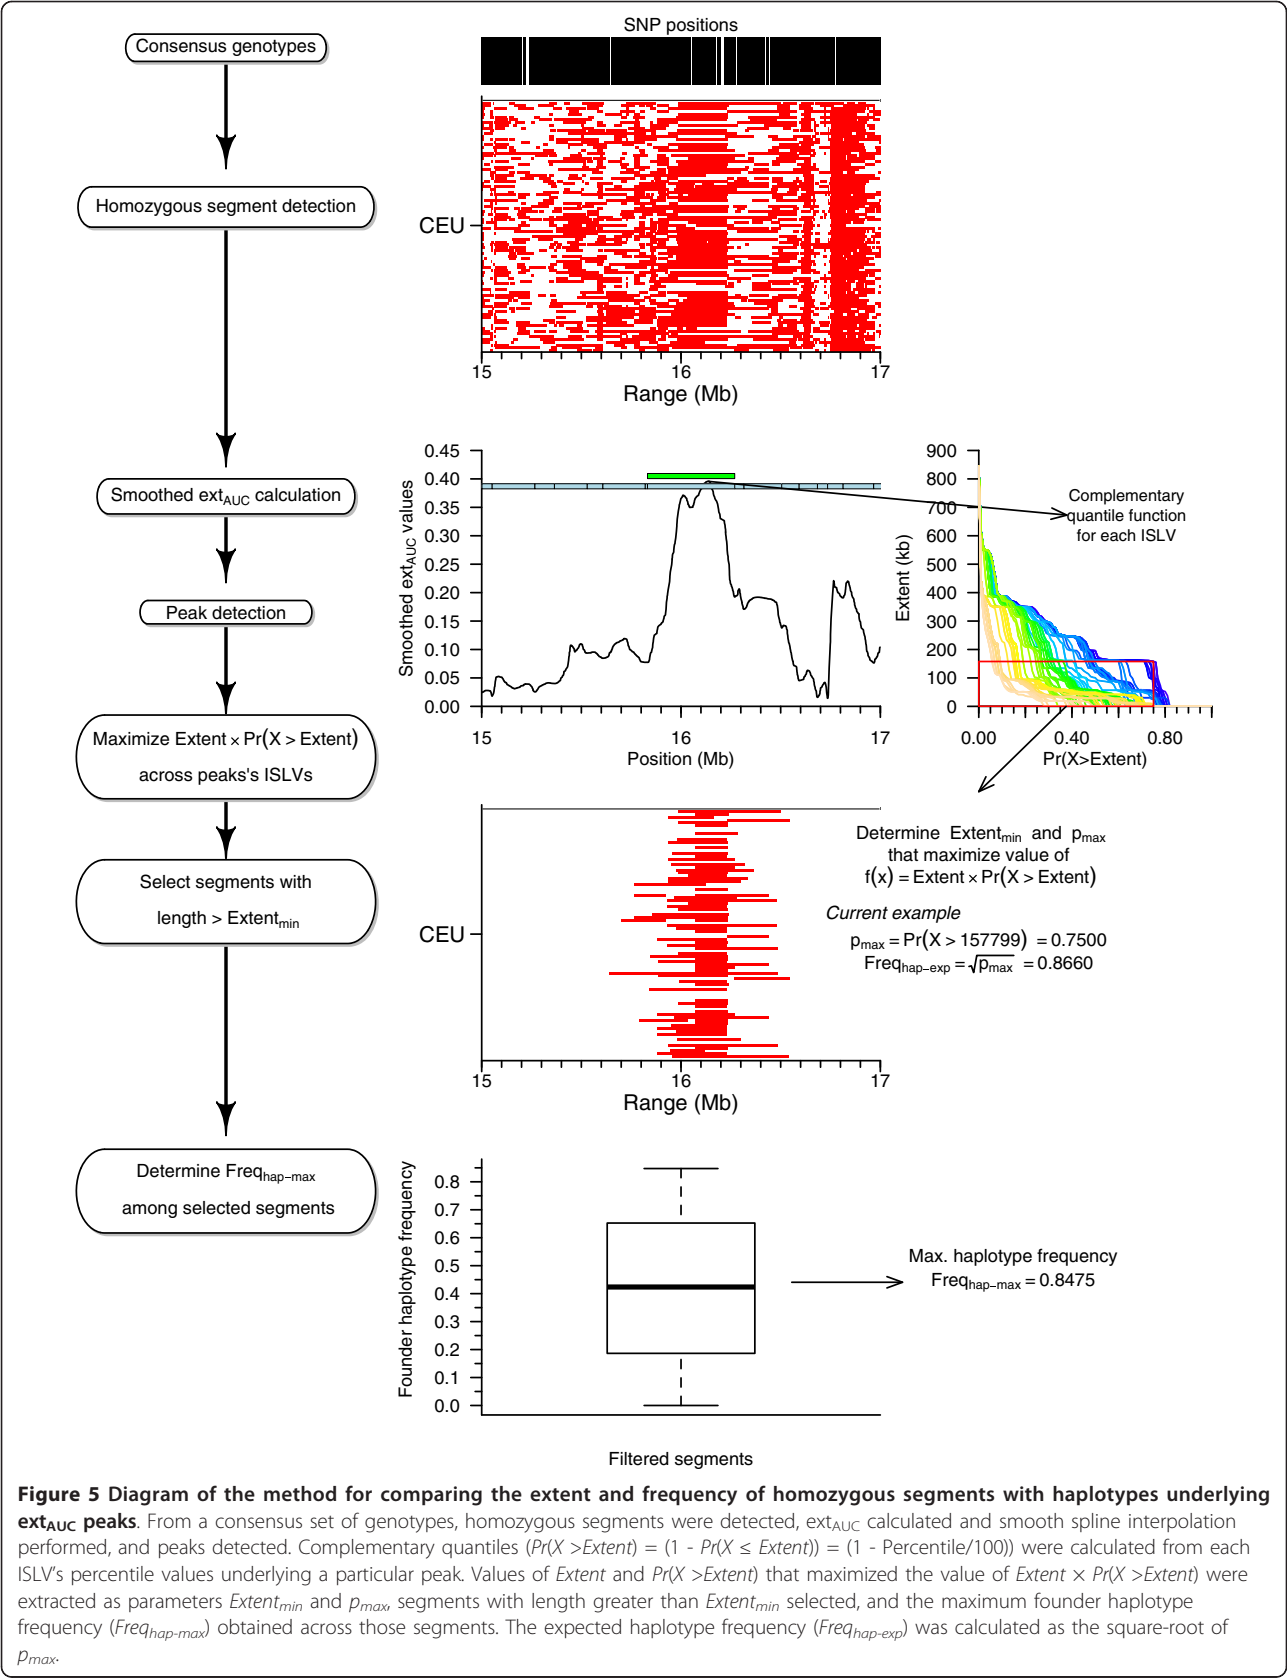 Consensus genotypes
Homozygous segment detection
Smoothed extAUC calculation
Peak detection
Maximize Extent × Pr(X > Extent)
across peaks's ISLVs
Select segments with
length > Extentmin
Determine Freqhap−max
among selected segments
SNP positions
CEU
15 16 17
Range (Mb)
Smoothed extAUC values
0.45
0.40
0.35
0.30
0.25
0.20
0.15
0.10
0.05
0.00
15 16 17
Position (Mb)
Extent (kb)
900
800
700
600
500
400
300
200
100
0
0.00 0.40 0.80
Pr(X>Extent)
Complementary
quantile function
for each ISLV
CEU
15 16 17
Range (Mb)
Determine Extentmin and pmax
that maximize value of
f(x) = Extent × Pr(X > Extent)
Current example
pmax = Pr(X > 157799) = 0.7500
Freqhap−exp = √pmax = 0.8660
Founder haplotype frequency
0.8
0.7
0.6
0.5
0.4
0.3
0.2
0.1
0.0
Filtered segments
Max. haplotype frequency
Freqhap−max = 0.8475
Figure 5 Diagram of the method for comparing the extent and frequency of homozygous segments with haplotypes underlying
extAUC peaks. From a consensus set of genotypes, homozygous segments were detected, extAUC calculated and smooth spline interpolation
performed, and peaks detected. Complementary quantiles (Pr(X >Extent) = (1 - Pr(X ≤ Extent)) = (1 - Percentile/100)) were calculated from each
ISLV's percentile values underlying a particular peak. Values of Extent and Pr(X >Extent) that maximized the value of Extent × Pr(X >Extent) were
extracted as parameters Extentmin and pmax, segments with length greater than Extentmin selected, and the maximum founder haplotype
frequency (Freqhap-max) obtained across those segments. The expected haplotype frequency (Freqhap-exp) was calculated as the square-root of
pmax.